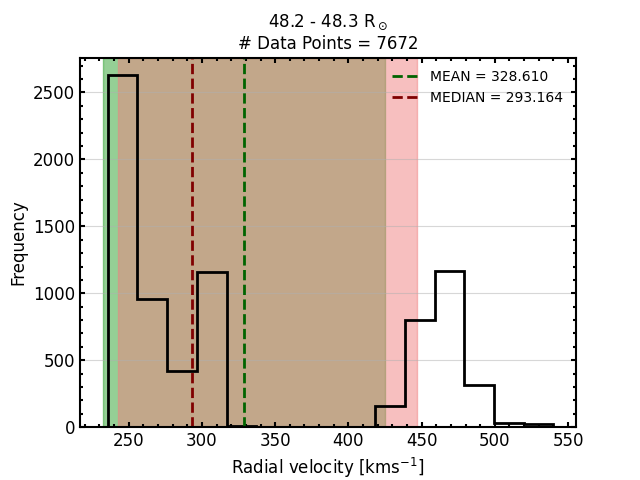 48.2 - 48.3 R⊙
# Data Points = 7672
MEAN = 328.610
MEDIAN = 293.164
Frequency
2500
2000
1500
1000
500
0
250 300 350 400 450 500 550
Radial velocity [kms⁻¹]